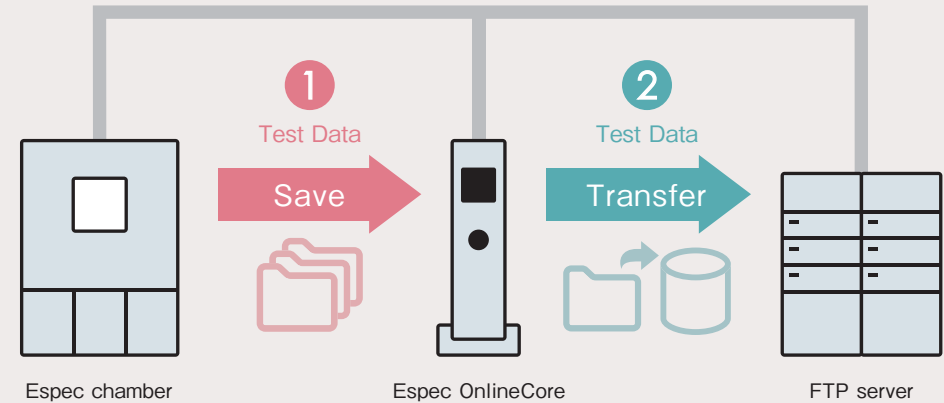 1
2
Test Data
Test Data
Save
Transfer
Espec chamber
Espec OnlineCore
FTP server